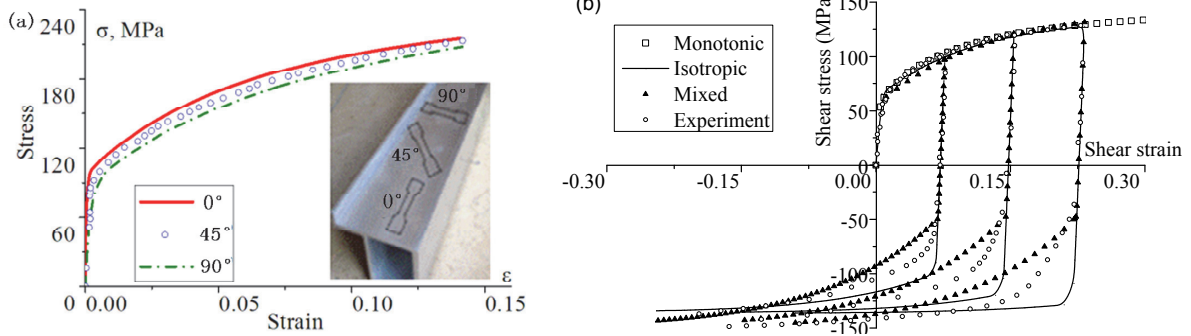 (a)
240
σ, MPa
180
120
60
0
0.05
0.10
0.15
Stress
Strain
ε
0°
45°
90°
90°
45°
0°
(b)
Monotonic
Isotropic
Mixed
Experiment
150
100
50
0
-50
-100
-150
Shear stress (MPa)
Shear strain
-0.30
-0.15
0.00
0.15
0.30